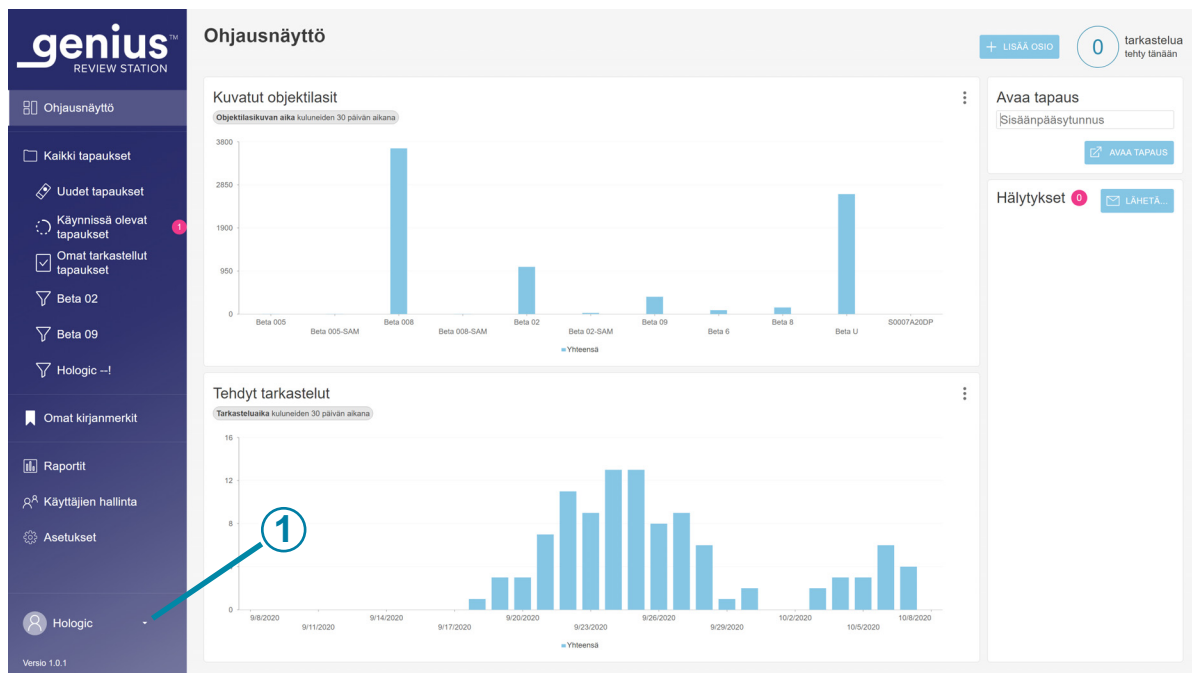 genius™
REVIEW STATION
Ohjausnäyttö
Kaikki tapaukset
Uudet tapaukset
Käynnissä olevat
tapaukset
1
Omat tarkastellut
tapaukset
Beta 02
Beta 09
Hologic --!
Omat kirjanmerkit
Raportit
Käyttäjien hallinta
Asetukset
Hologic
Versio 1.0.1
1
Ohjausnäyttö
+ LISÄÄ OSIO
0
tarkastelua
tehty tänään
Kuvatut objektilasit
Objektilasikuvan aika kuluneiden 30 päivän aikana
3800
2850
1900
950
0
Beta 005
Beta 005-SAM
Beta 008
Beta 008-SAM
Beta 02
Beta 02-SAM
Beta 09
Beta 6
Beta 8
Beta U
S0007A20DP
Yhteensä
Tehdyt tarkastelut
Tarkasteluaika kuluneiden 30 päivän aikana
16
12
8
0
9/8/2020
9/11/2020
9/14/2020
9/17/2020
9/20/2020
9/23/2020
9/26/2020
9/29/2020
10/2/2020
10/5/2020
10/8/2020
Yhteensä
Avaa tapaus
Sisäänpääsytunnus
AVAA TAPAUS
Hälytykset 0
LÄHETÄ...